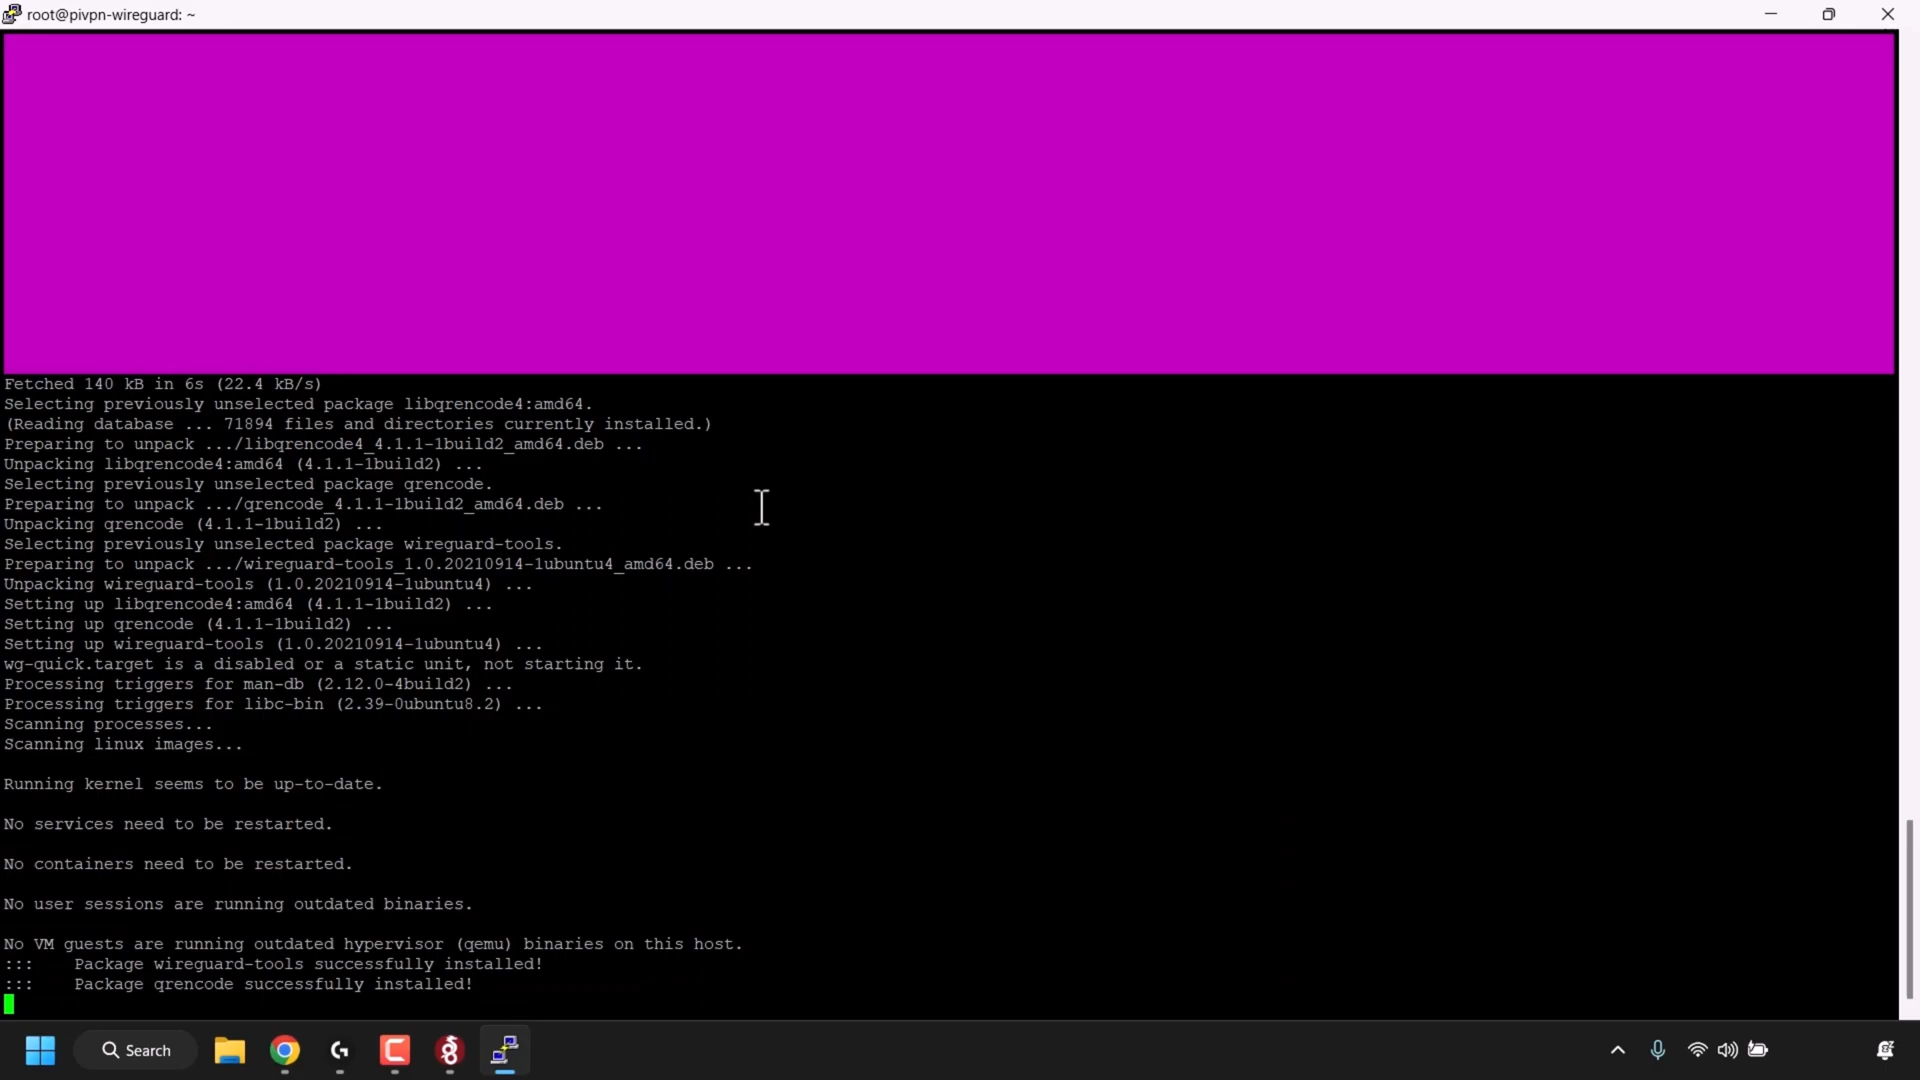 root@pivpn-wireguard: ~
Fetched 140 kB in 6s (22.4 kB/s)
Selecting previously unselected package libqrencode4:amd64.
(Reading database ... 71894 files and directories currently installed.)
Preparing to unpack .../libqrencode4_4.1.1-1build2_amd64.deb ...
Unpacking libqrencode4:amd64 (4.1.1-1build2) ...
Selecting previously unselected package qrencode.
Preparing to unpack .../qrencode_4.1.1-1build2_amd64.deb ...
Unpacking qrencode (4.1.1-1build2) ...
Selecting previously unselected package wireguard-tools.
Preparing to unpack .../wireguard-tools_1.0.20210914-1ubuntu4_amd64.deb ...
Unpacking wireguard-tools (1.0.20210914-1ubuntu4) ...
Setting up libqrencode4:amd64 (4.1.1-1build2) ...
Setting up qrencode (4.1.1-1build2) ...
Setting up wireguard-tools (1.0.20210914-1ubuntu4) ...
wg-quick.target is a disabled or a static unit, not starting it.
Processing triggers for man-db (2.12.0-4build2) ...
Processing triggers for libc-bin (2.39-0ubuntu8.2) ...
Scanning processes...
Scanning linux images...
Running kernel seems to be up-to-date.
No services need to be restarted.
No containers need to be restarted.
No user sessions are running outdated binaries.
No VM guests are running outdated hypervisor (qemu) binaries on this host.
::: Package wireguard-tools successfully installed!
::: Package qrencode successfully installed!
Search